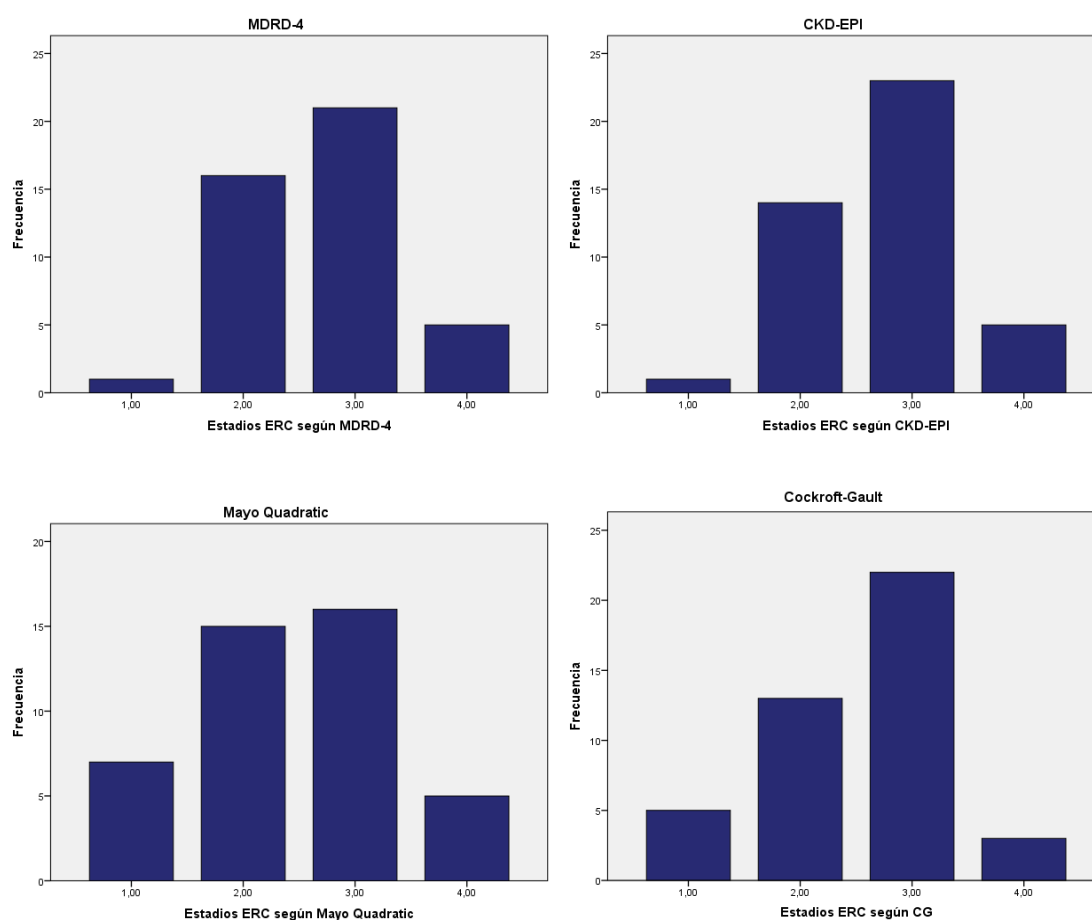 MDRD-4
25
20
15
10
5
0
Frecuencia
1,00 2,00 3,00 4,00
Estadios ERC según MDRD-4
CKD-EPI
25
20
15
10
5
0
Frecuencia
1,00 2,00 3,00 4,00
Estadios ERC según CKD-EPI
Mayo Quadratic
20
15
10
5
0
Frecuencia
1,00 2,00 3,00 4,00
Estadios ERC según Mayo Quadratic
Cockroft-Gault
25
20
15
10
5
0
Frecuencia
1,00 2,00 3,00 4,00
Estadios ERC según CG